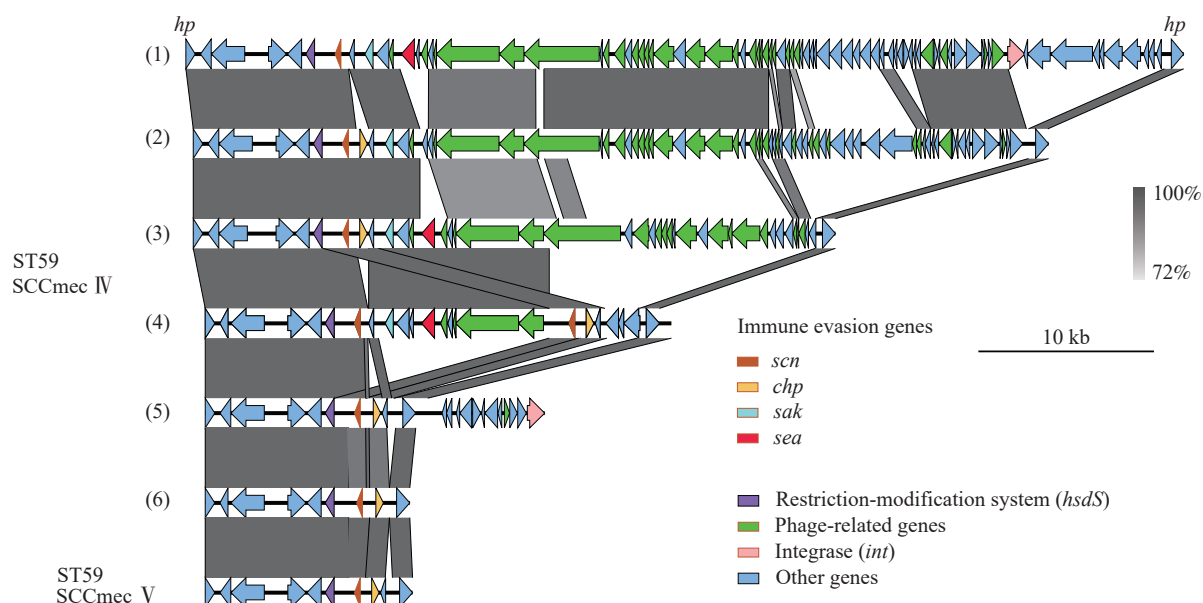 hp
hp
(1)
(2)
100%
(3)
ST59
SCCmec Ⅳ
72%
(4)
Immune evasion genes
10 kb
scn
chp
(5)
sak
sea
(6)
Restriction-modification system (hsdS)
Phage-related genes
Integrase (int)
ST59
SCCmec Ⅴ
Other genes